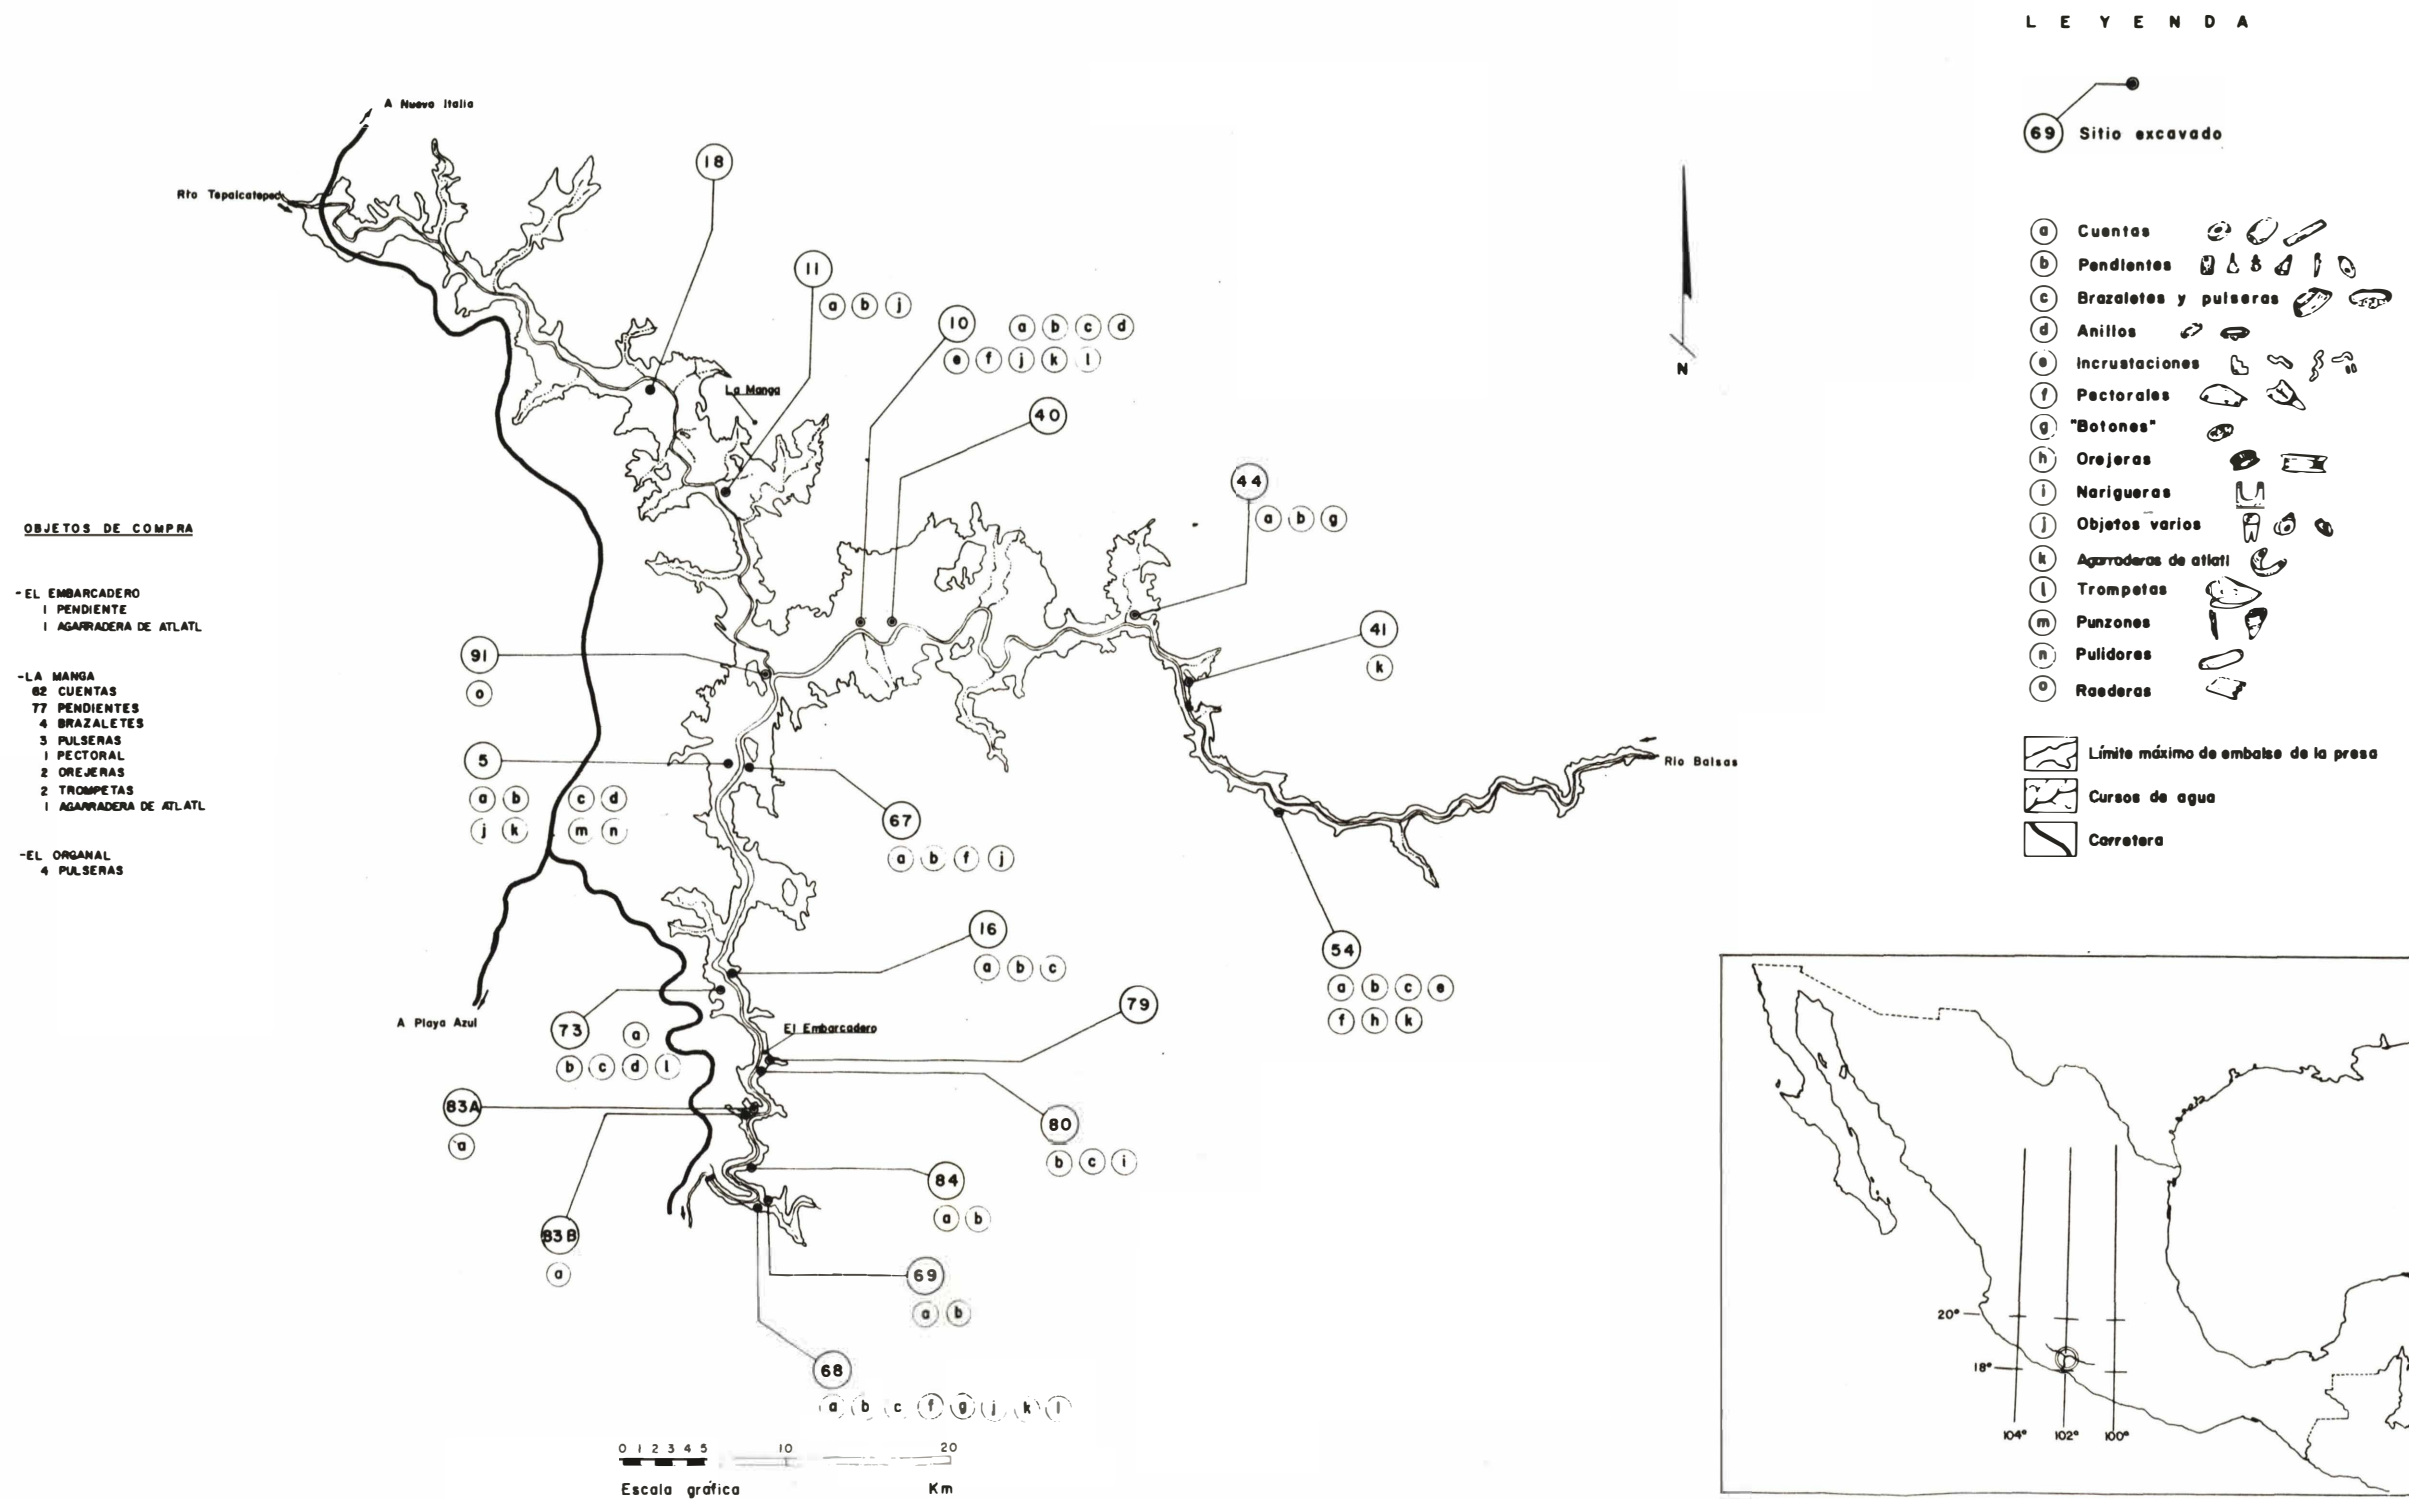 L E Y E N D A
69 Sitio excavado
a Cuentas
b Pendientes
c Brazaletes y pulseras
d Anillos
e Incrustaciones
f Pectorales
g "Botones"
h Orejeras
i Narigueras
j Objetos varios
k Agarraderas de atlatl
l Trompetas
m Punzones
n Pulidores
o Raederas
Límite máximo de embalse de la presa
Cursos de agua
Carretera
A Nueva Italia
Río Tepalcatepec
18
11
a b j
10 a b c d
e f j k l
La Manga
40
44
a b g
N
41
k
91
o
5
a b c d
j k m n
67
a b f j
Río Balsas
16
a b c
54
a b c e
f h k
73 a
b c d l
A Playa Azul
El Embarcadero
79
83A
a
80
b c i
84
a b
83B
a
69
a b
68
a b c f g j k l
OBJETOS DE COMPRA
-EL EMBARCADERO
1 PENDIENTE
1 AGARRADERA DE ATLATL
-LA MANGA
62 CUENTAS
77 PENDIENTES
4 BRAZALETES
3 PULSERAS
1 PECTORAL
2 OREJERAS
2 TROMPETAS
1 AGARRADERA DE ATLATL
-EL ORGANAL
4 PULSERAS
0 1 2 3 4 5 10 20
Escala gráfica Km
20°
18°
104° 102° 100°